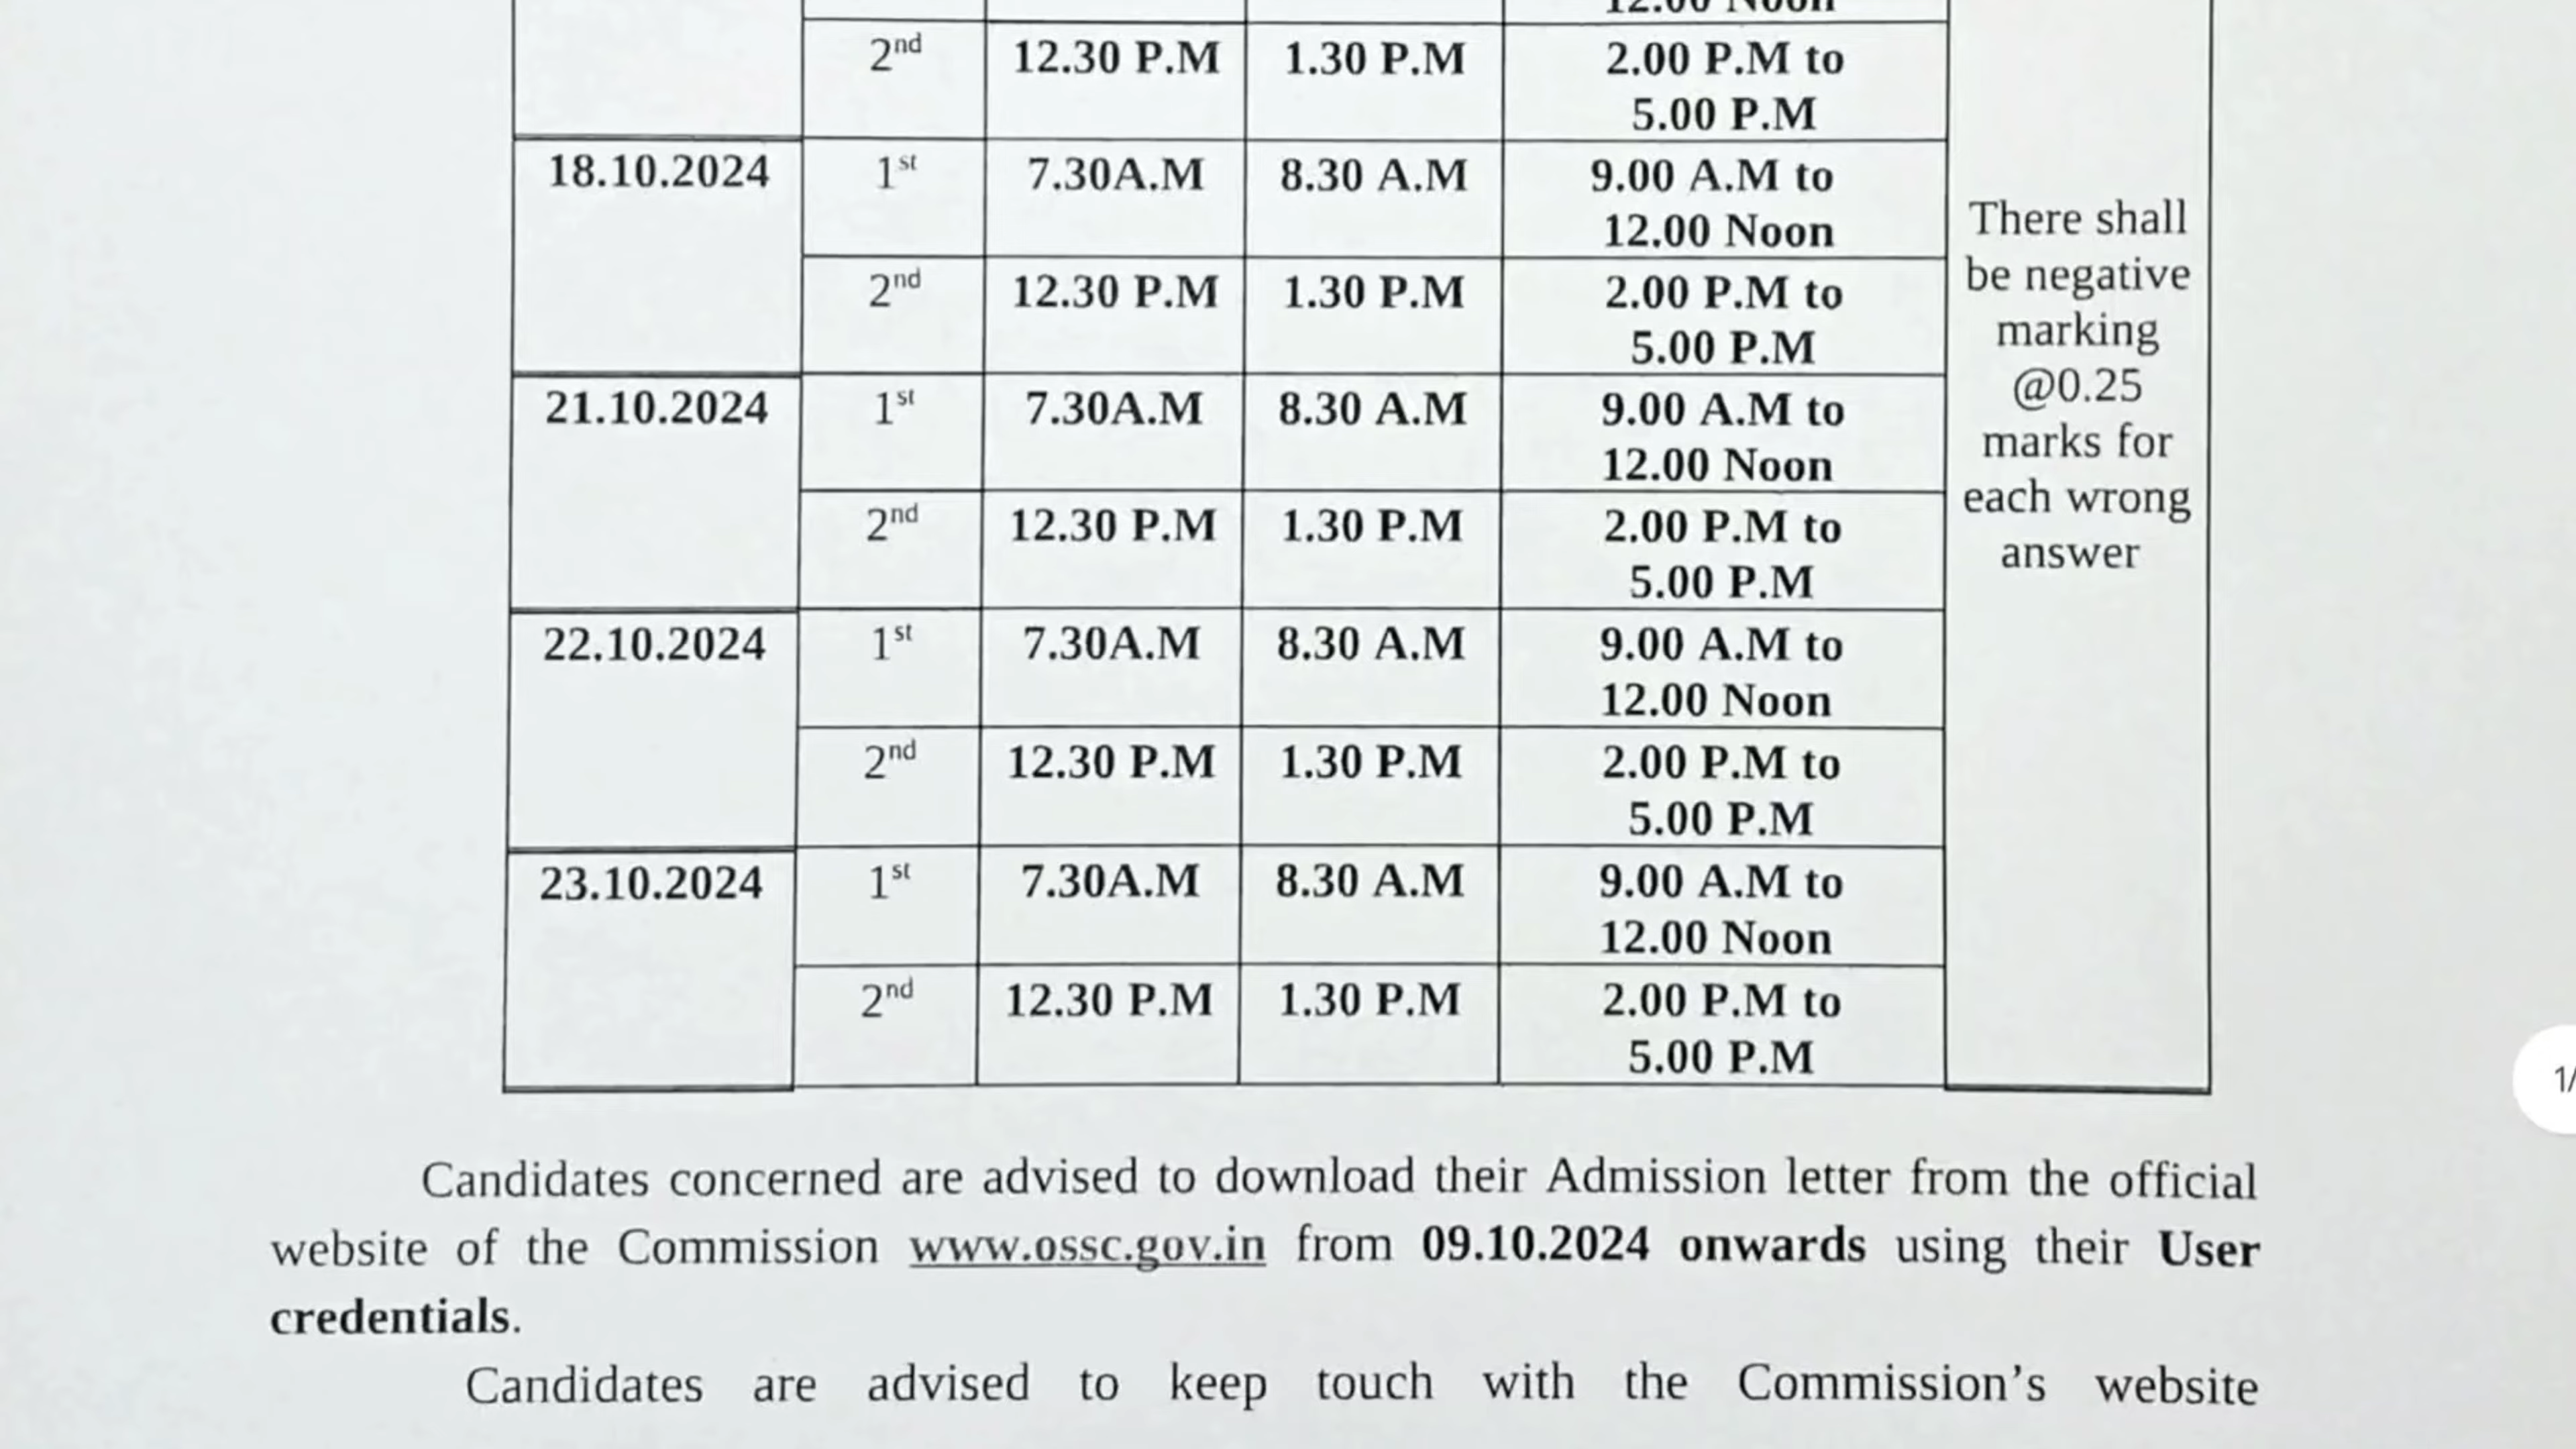 12.00 Noon
2nd 12.30 P.M 1.30 P.M 2.00 P.M to
5.00 P.M
18.10.2024 1st 7.30A.M 8.30 A.M 9.00 A.M to
12.00 Noon
2nd 12.30 P.M 1.30 P.M 2.00 P.M to
5.00 P.M
21.10.2024 1st 7.30A.M 8.30 A.M 9.00 A.M to
12.00 Noon
2nd 12.30 P.M 1.30 P.M 2.00 P.M to
5.00 P.M
22.10.2024 1st 7.30A.M 8.30 A.M 9.00 A.M to
12.00 Noon
2nd 12.30 P.M 1.30 P.M 2.00 P.M to
5.00 P.M
23.10.2024 1st 7.30A.M 8.30 A.M 9.00 A.M to
12.00 Noon
2nd 12.30 P.M 1.30 P.M 2.00 P.M to
5.00 P.M
There shall
be negative
marking
@0.25
marks for
each wrong
answer
1/
Candidates concerned are advised to download their Admission letter from the official
website of the Commission www.ossc.gov.in from 09.10.2024 onwards using their User
credentials.
Candidates are advised to keep touch with the Commission's website